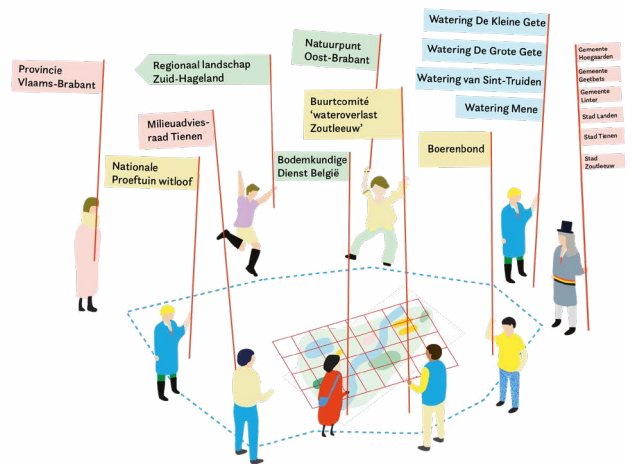 Provincie
Vlaams-Brabant
Regionaal landschap
Zuid-Hageland
Natuurpunt
Oost-Brabant
Watering De Kleine Gete
Watering De Grote Gete
Watering van Sint-Truiden
Watering Mene
Gemeente
Hoegaarden
Gemeente
Geetbets
Gemeente
Linter
Stad Landen
Stad Tienen
Stad
Zoutleeuw
Milieuadvies-
raad Tienen
Buurtcomité
‘wateroverlast
Zoutleeuw’
Nationale
Proeftuin witloof
Bodemkundige
Dienst België
Boerenbond